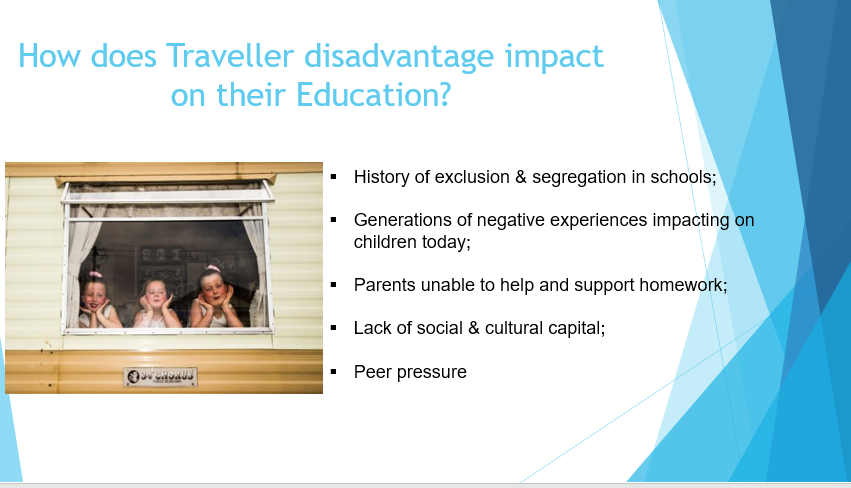 How does Traveller disadvantage impact
on their Education?
▪ History of exclusion & segregation in schools;
▪ Generations of negative experiences impacting on
children today;
▪ Parents unable to help and support homework;
▪ Lack of social & cultural capital;
▪ Peer pressure